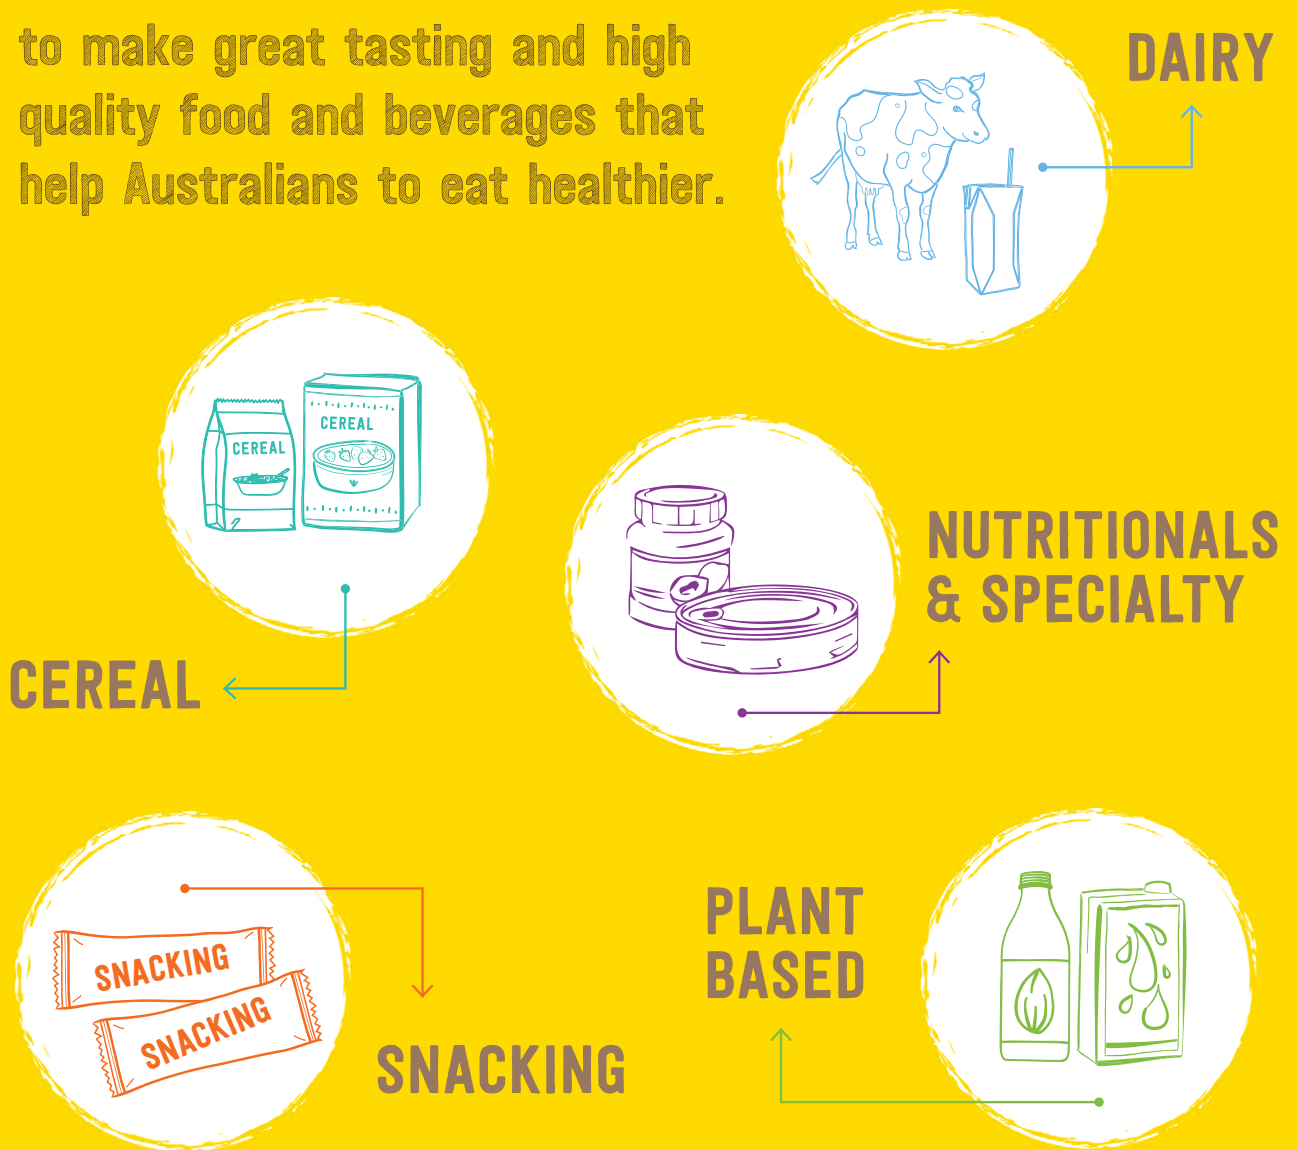 to make great tasting and high
quality food and beverages that
help Australians to eat healthier.
DAIRY
CEREAL
CEREAL
CEREAL
NUTRITIONALS
& SPECIALTY
SNACKING
SNACKING
SNACKING
PLANT
BASED